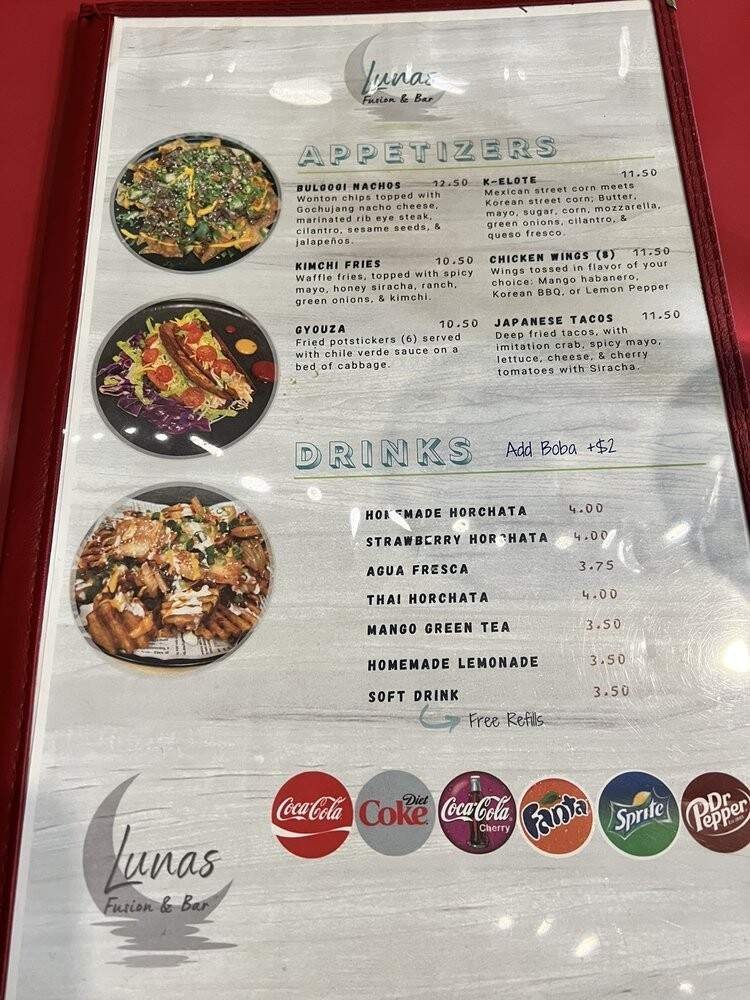 Lunas
Fusion & Bar
APPETIZERS
BULGOGI NACHOS 12.50
Wonton chips topped with
Gochujang nacho cheese,
marinated rib eye steak,
cilantro, sesame seeds, &
jalapeños.
K-ELOTE 11.50
Mexican street corn meets
Korean street corn; Butter,
mayo, sugar, corn, mozzarella,
green onions, cilantro, &
queso fresco.
KIMCHI FRIES 10.50
Waffle fries, topped with spicy
mayo, honey siracha, ranch,
green onions, & kimchi.
CHICKEN WINGS (8) 11.50
Wings tossed in flavor of your
choice: Mango habanero,
Korean BBQ, or Lemon Pepper
GYOUZA 10.50
Fried potstickers (6) served
with chile verde sauce on a
bed of cabbage.
JAPANESE TACOS 11.50
Deep fried tacos, with
imitation crab, spicy mayo,
lettuce, cheese, & cherry
tomatoes with Siracha.
DRINKS Add Boba +$2
HOMEMADE HORCHATA 4.00
STRAWBERRY HORCHATA 4.00
AGUA FRESCA 3.75
THAI HORCHATA 4.00
MANGO GREEN TEA 3.50
HOMEMADE LEMONADE 3.50
SOFT DRINK 3.50
Free Refills
Coca-Cola
Diet
Coke
Coca-Cola
Cherry
Fanta
Sprite
Dr
Pepper
Lunas
Fusion & Bar